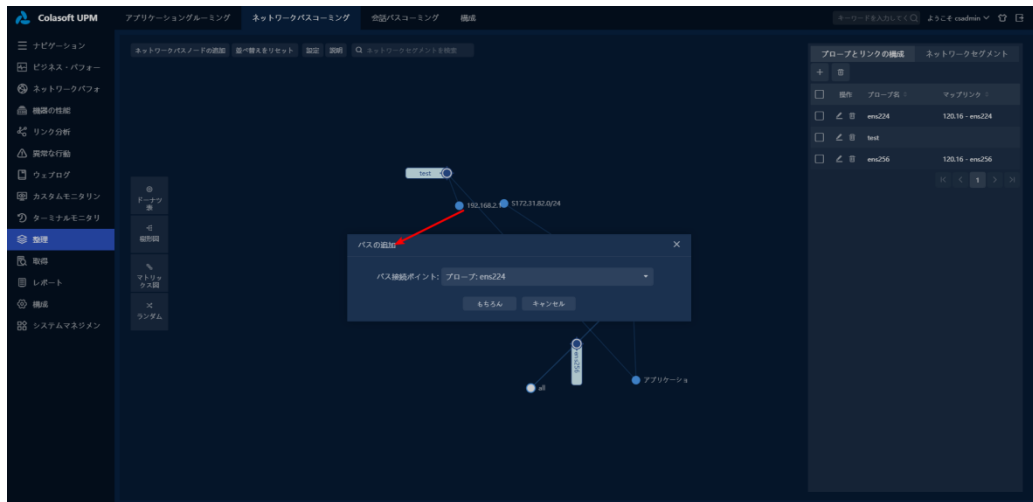 Colasoft UPM
アプリケーショングルーミング ネットワークパスコーミング 会話パスコーミング 構成
キーワードを入力してく ようこそ csadmin
ナビゲーション
ビジネス・パフォー
ネットワークパフォ
機器の性能
リンク分析
異常な行動
ウェブログ
カスタムモニタリン
ターミナルモニタリ
整理
取得
レポート
構成
システムマネジメン
ネットワークパスノードの追加 並べ替えをリセット 設定 説明 ネットワークセグメントを検索
ドーナツ
樹形図
マトリッ
クス図
ランダム
test
192.168.2.1
5172.31.82.0/24
パスの追加
パス接続ポイント: プローブ: ens224
もちろん キャンセル
ens256
all
アプリケーショ
プローブとリンクの構成 ネットワークセグメント
操作 プローブ名 マップリンク
ens224 120.16 - ens224
test
ens256 120.16 - ens256
1